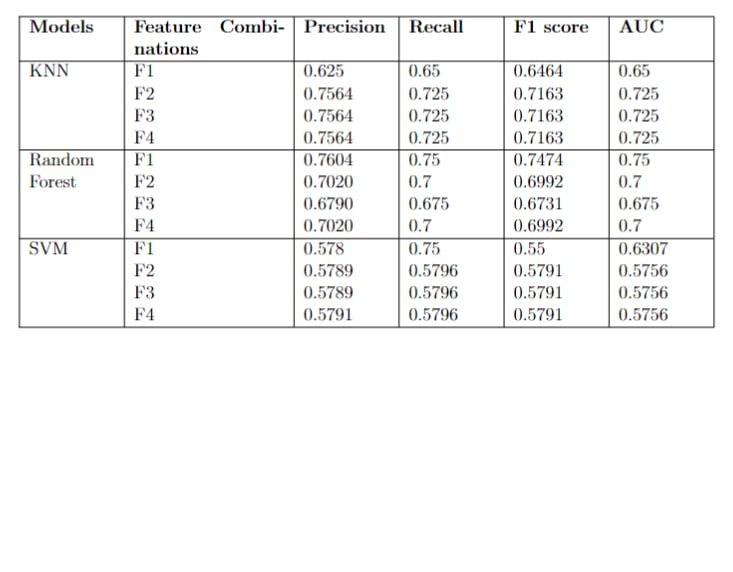 Models Feature Combi- Precision Recall F1 score AUC
nations
KNN F1 0.625 0.65 0.6464 0.65
F2 0.7564 0.725 0.7163 0.725
F3 0.7564 0.725 0.7163 0.725
F4 0.7564 0.725 0.7163 0.725
Random F1 0.7604 0.75 0.7474 0.75
Forest F2 0.7020 0.7 0.6992 0.7
F3 0.6790 0.675 0.6731 0.675
F4 0.7020 0.7 0.6992 0.7
SVM F1 0.578 0.75 0.55 0.6307
F2 0.5789 0.5796 0.5791 0.5756
F3 0.5789 0.5796 0.5791 0.5756
F4 0.5791 0.5796 0.5791 0.5756